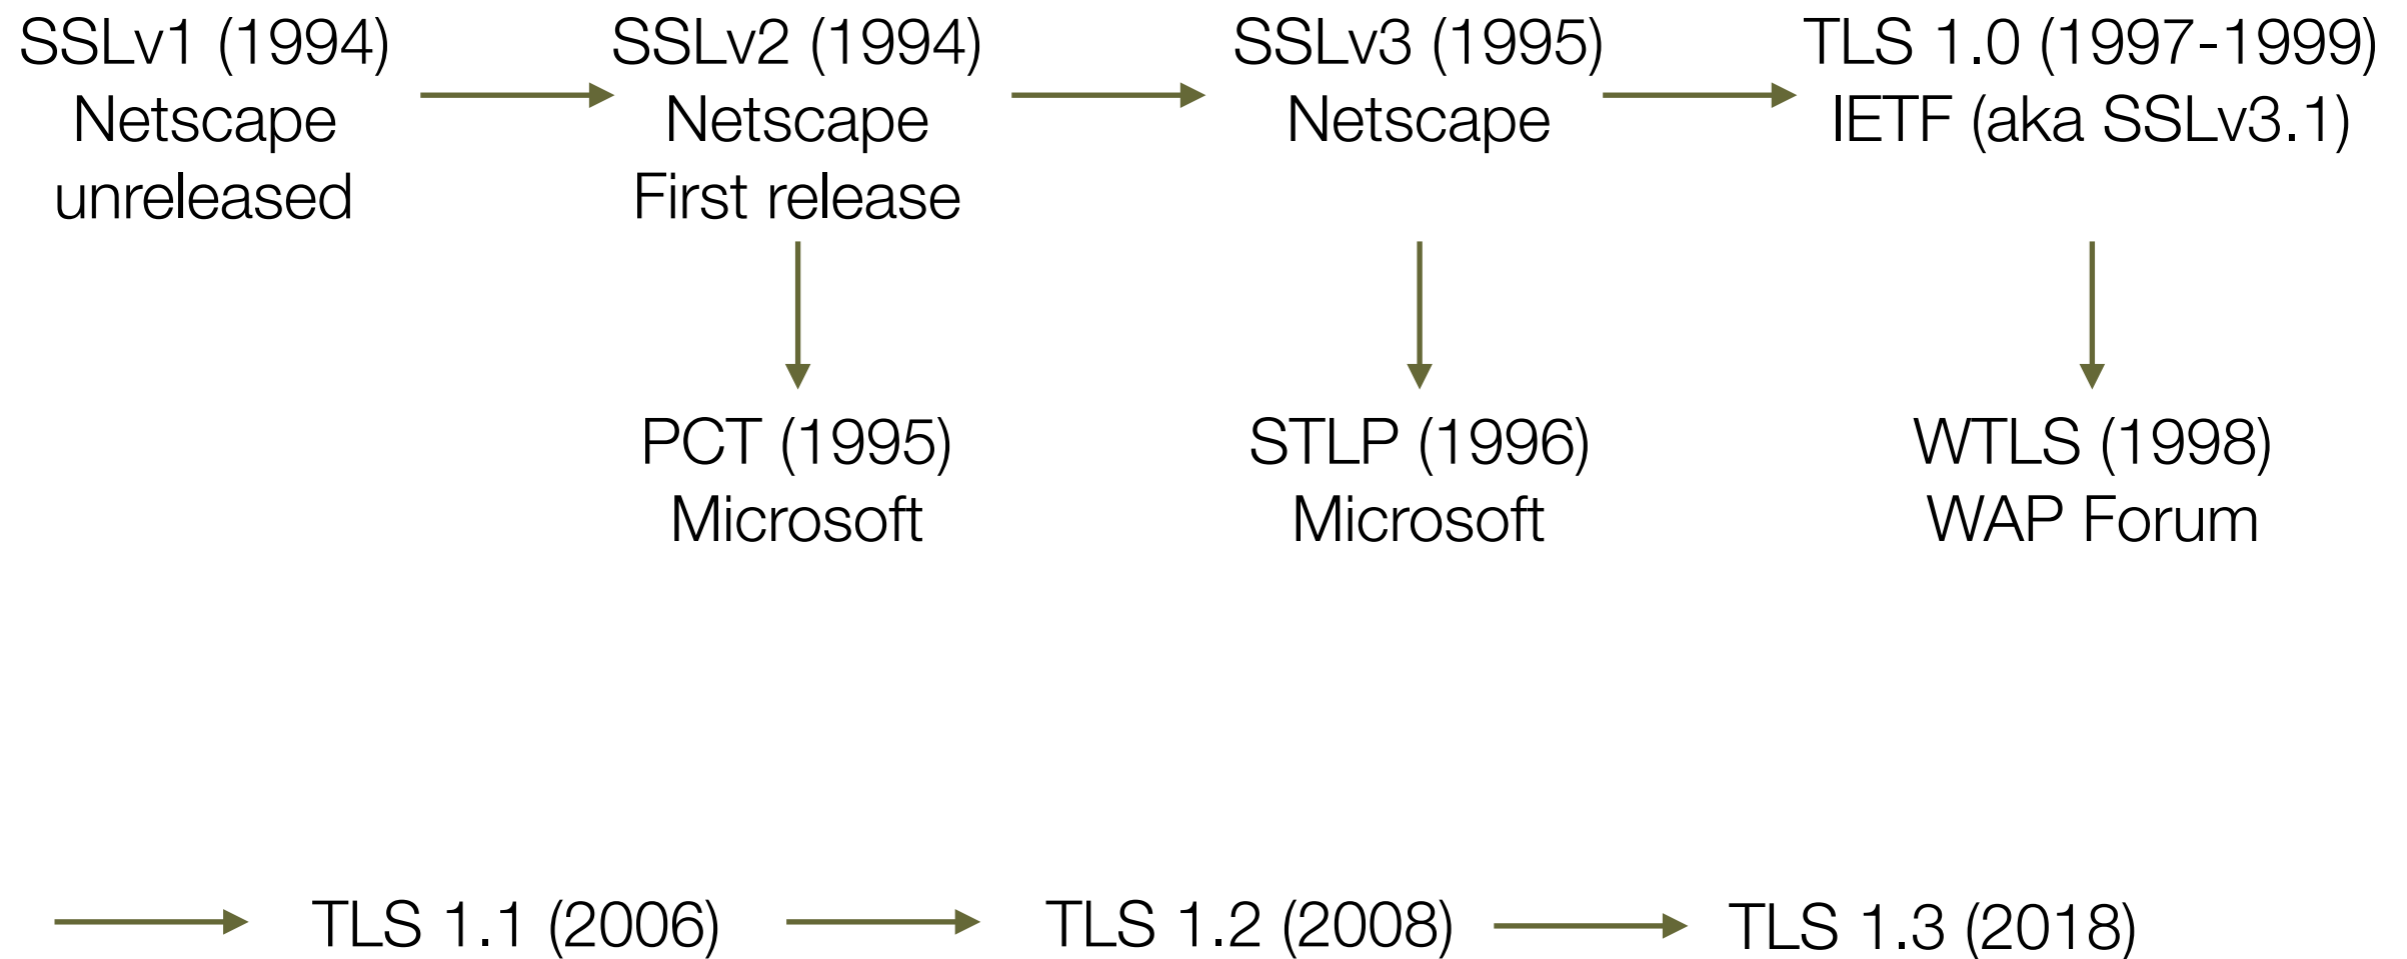 SSLv1 (1994)
Netscape
unreleased
SSLv2 (1994)
Netscape
First release
SSLv3 (1995)
Netscape
TLS 1.0 (1997-1999)
IETF (aka SSLv3.1)
PCT (1995)
Microsoft
STLP (1996)
Microsoft
WTLS (1998)
WAP Forum
TLS 1.1 (2006)
TLS 1.2 (2008)
TLS 1.3 (2018)